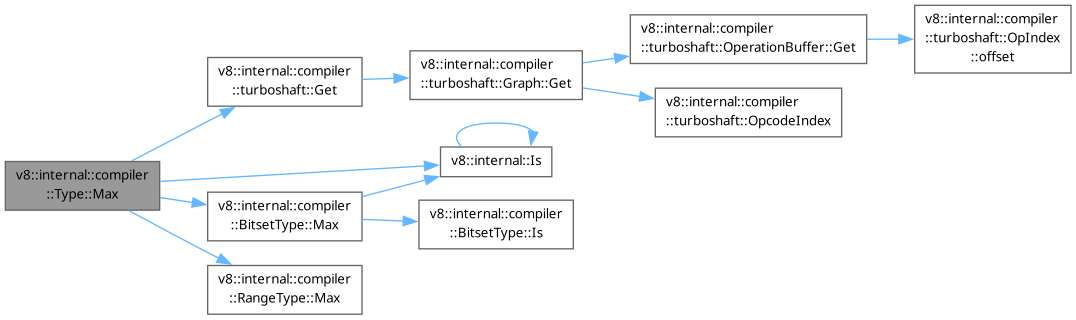 v8::internal::compiler
::Type::Max
v8::internal::compiler
::turboshaft::Get
v8::internal::compiler
::turboshaft::Graph::Get
v8::internal::compiler
::turboshaft::OperationBuffer::Get
v8::internal::compiler
::turboshaft::OpIndex
::offset
v8::internal::compiler
::turboshaft::OpcodeIndex
v8::internal::Is
v8::internal::compiler
::BitsetType::Max
v8::internal::compiler
::BitsetType::Is
v8::internal::compiler
::RangeType::Max